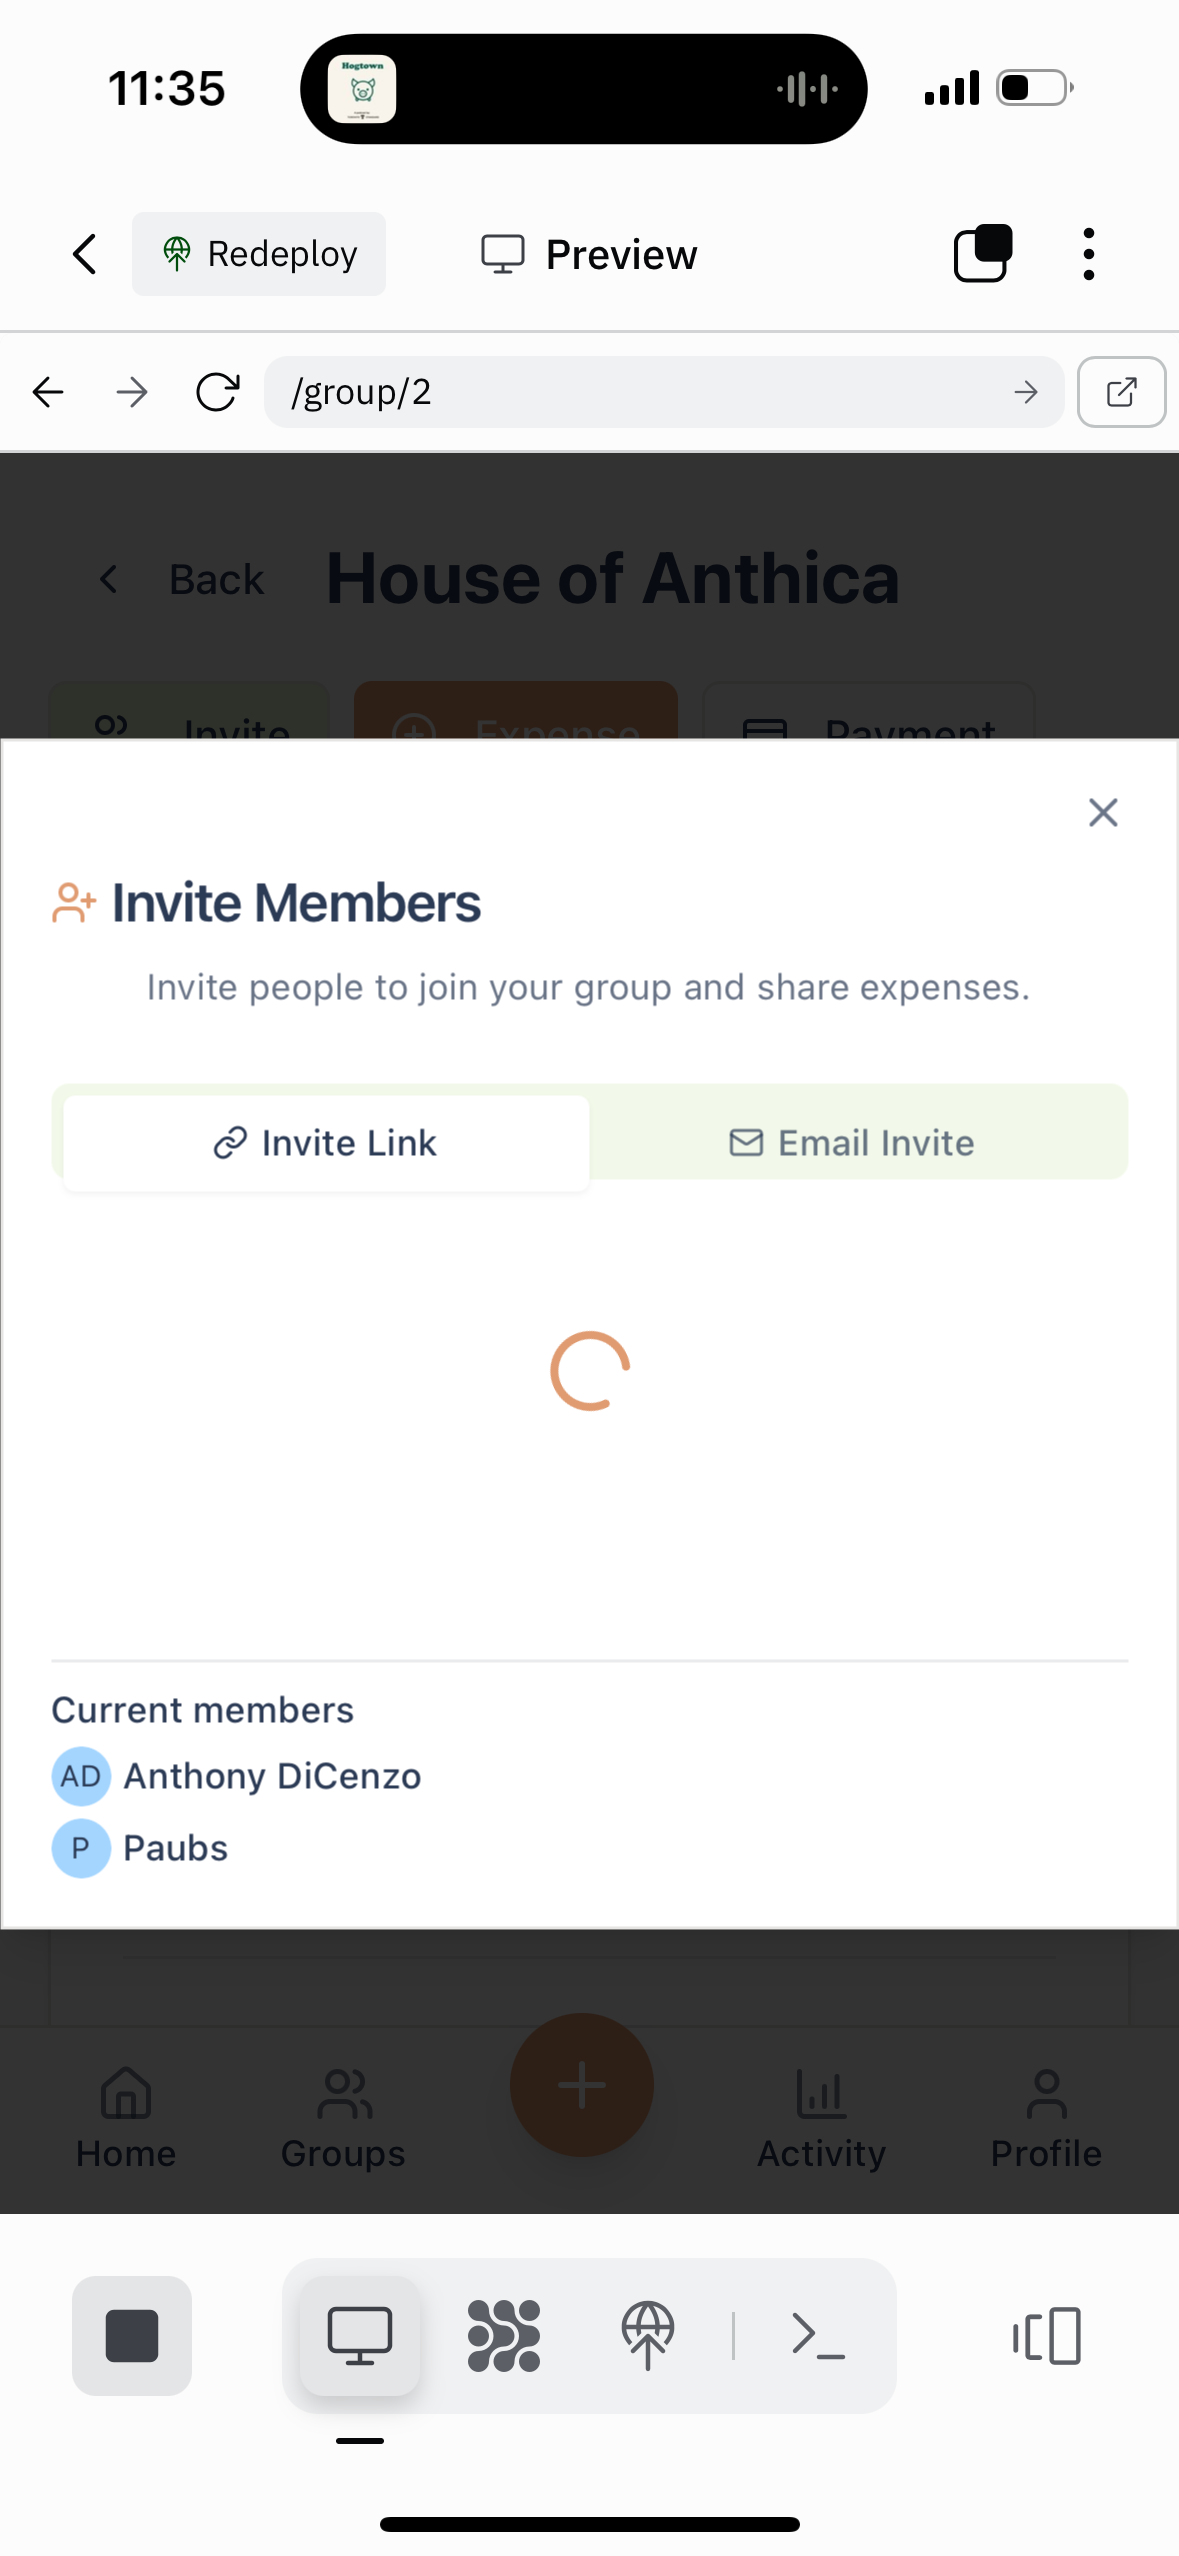 11:35
Hogtown
Redeploy
Preview
/group/2
Back
House of Anthica
Invite
Expense
Payment
Invite Members
Invite people to join your group and share expenses.
Invite Link
Email Invite
Current members
AD Anthony DiCenzo
P Paubs
Home
Groups
Activity
Profile